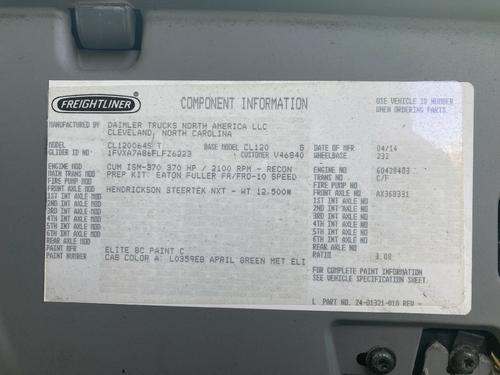 FREIGHTLINER
COMPONENT INFORMATION
USE VEHICLE ID NUMBER
WHEN ORDERING PARTS
MANUFACTURED BY DAIMLER TRUCKS NORTH AMERICA LLC
CLEVELAND, NORTH CAROLINA
VEHICLE MODEL CL120064S T BASE MODEL CL120 G DATE OF MFR 04/14
GLIDER ID NO 1FVXA7A86FLFZ6223 CUSTOMER V46840 WHEELBASE 232
ENGINE MOD CUM ISM-370 370 HP / 2100 RPM - RECON ENGINE NO 60428403
MAIN TRANS MOD PREP KIT: EATON FULLER FR/FRO-10 SPEED TRANS NO C/F
FIRE PUMP MOD FIRE PUMP NO
FRONT AXLE MOD HENDRICKSON STEERTEK NXT - WT 12.500# FRONT AXLE NO AX368331
1ST INT AXLE MOD 1ST INT AXLE NO
2ND INT AXLE MOD 2ND INT AXLE NO
3RD INT AXLE MOD 3RD INT AXLE NO
4TH INT AXLE MOD 4TH INT AXLE NO
5TH INT AXLE MOD 5TH INT AXLE NO
6TH INT AXLE MOD 6TH INT AXLE NO
REAR AXLE MOD REAR AXLE NO
PAINT MFR ELITE BC PAINT C RATIO 3.08
PAINT NUMBER CAB COLOR A: L0359EB APRIL GREEN MET ELI
FOR COMPLETE PAINT INFORMATION
SEE VEHICLE SPECIFICATION SHEET.
L PART NO. 24-01321-010 REV -